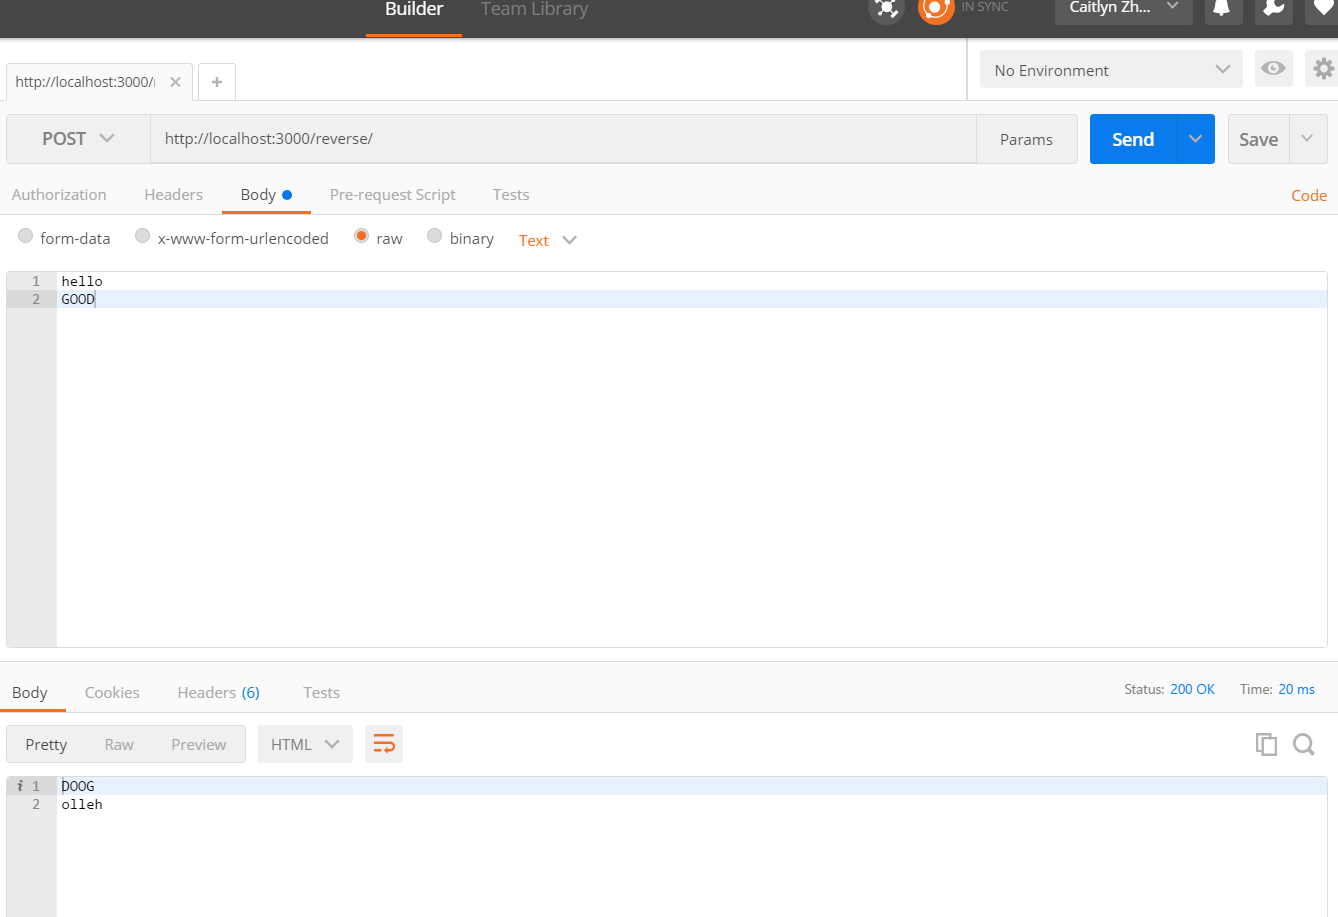 Builder Team Library IN SYNC Caitlyn Zh...
http://localhost:3000/ No Environment
POST http://localhost:3000/reverse/ Params Send Save
Authorization Headers Body Pre-request Script Tests Code
form-data x-www-form-urlencoded raw binary Text
1 hello
2 GOOD
Body Cookies Headers (6) Tests Status: 200 OK Time: 20 ms
Pretty Raw Preview HTML
i 1 DOOG
2 olleh